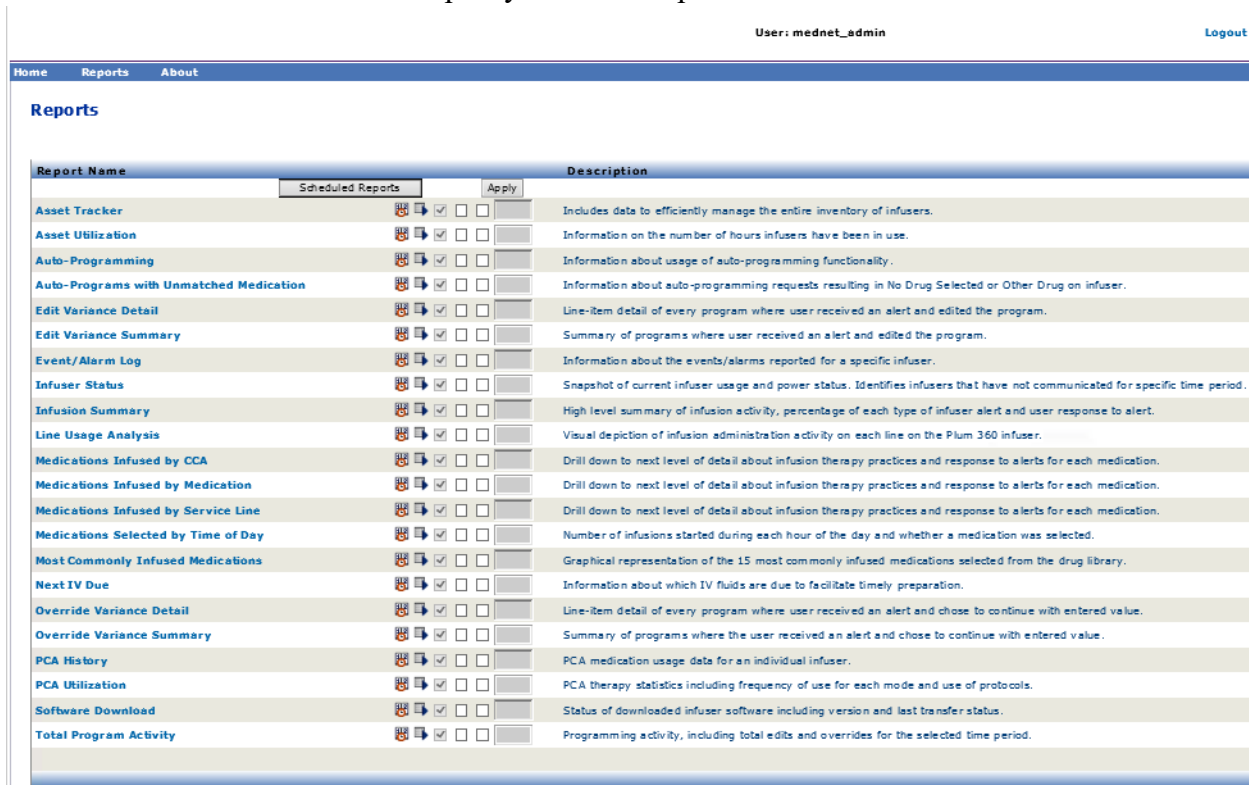 User: mednet_admin Logout
Home Reports About
Reports
Report Name Description
Scheduled Reports Apply
Asset Tracker Includes data to efficiently manage the entire inventory of infusers.
Asset Utilization Information on the number of hours infusers have been in use.
Auto-Programming Information about usage of auto-programming functionality.
Auto-Programs with Unmatched Medication Information about auto-programming requests resulting in No Drug Selected or Other Drug on infuser.
Edit Variance Detail Line-item detail of every program where user received an alert and edited the program.
Edit Variance Summary Summary of programs where user received an alert and edited the program.
Event/Alarm Log Information about the events/alarms reported for a specific infuser.
Infuser Status Snapshot of current infuser usage and power status. Identifies infusers that have not communicated for specific time period.
Infusion Summary High level summary of infusion activity, percentage of each type of infuser alert and user response to alert.
Line Usage Analysis Visual depiction of infusion administration activity on each line on the Plum 360 infuser.
Medications Infused by CCA Drill down to next level of detail about infusion therapy practices and response to alerts for each medication.
Medications Infused by Medication Drill down to next level of detail about infusion therapy practices and response to alerts for each medication.
Medications Infused by Service Line Drill down to next level of detail about infusion therapy practices and response to alerts for each medication.
Medications Selected by Time of Day Number of infusions started during each hour of the day and whether a medication was selected.
Most Commonly Infused Medications Graphical representation of the 15 most commonly infused medications selected from the drug library.
Next IV Due Information about which IV fluids are due to facilitate timely preparation.
Override Variance Detail Line-item detail of every program where user received an alert and chose to continue with entered value.
Override Variance Summary Summary of programs where the user received an alert and chose to continue with entered value.
PCA History PCA medication usage data for an individual infuser.
PCA Utilization PCA therapy statistics including frequency of use for each mode and use of protocols.
Software Download Status of downloaded infuser software including version and last transfer status.
Total Program Activity Programming activity, including total edits and overrides for the selected time period.